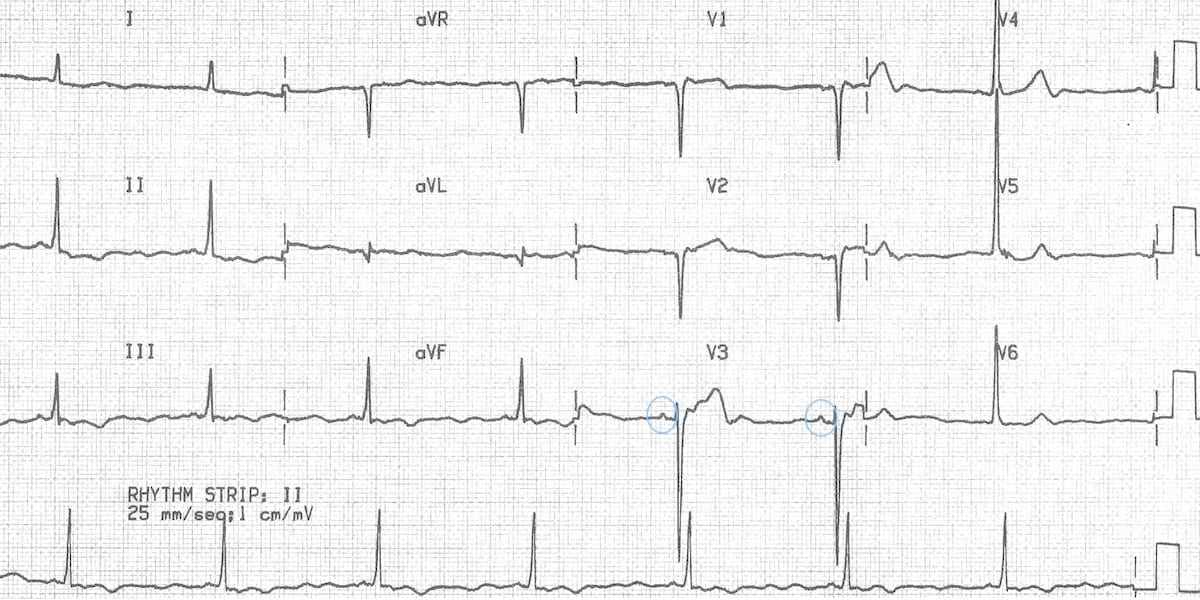 I aVR V1 V4
II aVL V2 V5
III aVF V3 V6
RHYTHM STRIP: II
25 mm/sec;1 cm/mV